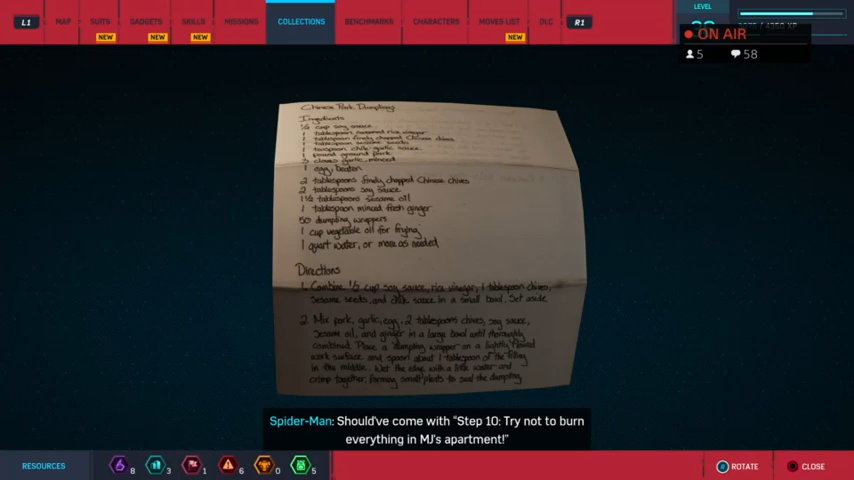 L1 MAP SUITS GADGETS SKILLS MISSIONS COLLECTIONS BENCHMARKS CHARACTERS MOVES LIST DLC R1
NEW NEW NEW NEW
LEVEL
4250 XP
ON AIR
5 58
Chinese Pork Dumplings
Ingredients
1/2 cup soy sauce
1 tablespoon seasoned rice vinegar
1 tablespoon finely chopped Chinese chives
1 tablespoon sesame seeds
1 teaspoon chile garlic sauce
1 pound ground pork
3 cloves garlic, minced
1 egg, beaten
2 tablespoons finely chopped Chinese chives
2 tablespoons soy sauce
1 1/2 tablespoons sesame oil
1 tablespoon minced fresh ginger
50 dumpling wrappers
1 cup vegetable oil for frying
1 quart water, or more as needed
Directions
1. Combine 1/2 cup soy sauce, rice vinegar, 1 tablespoon chives,
sesame seeds, and chile sauce in a small bowl. Set aside
2. Mix pork, garlic, egg, 2 tablespoons chives, soy sauce,
sesame oil, and ginger in a large bowl until thoroughly
combined. Place a dumpling wrapper on a lightly floured
work surface and spoon about 1 tablespoon of the filling
in the middle. Wet the edge with a little water and
crimp together, forming small pleats to seal the dumpling
Spider-Man: Should've come with "Step 10: Try not to burn
everything in MJ's apartment!"
RESOURCES 8 3 1 6 0 5 R ROTATE CLOSE